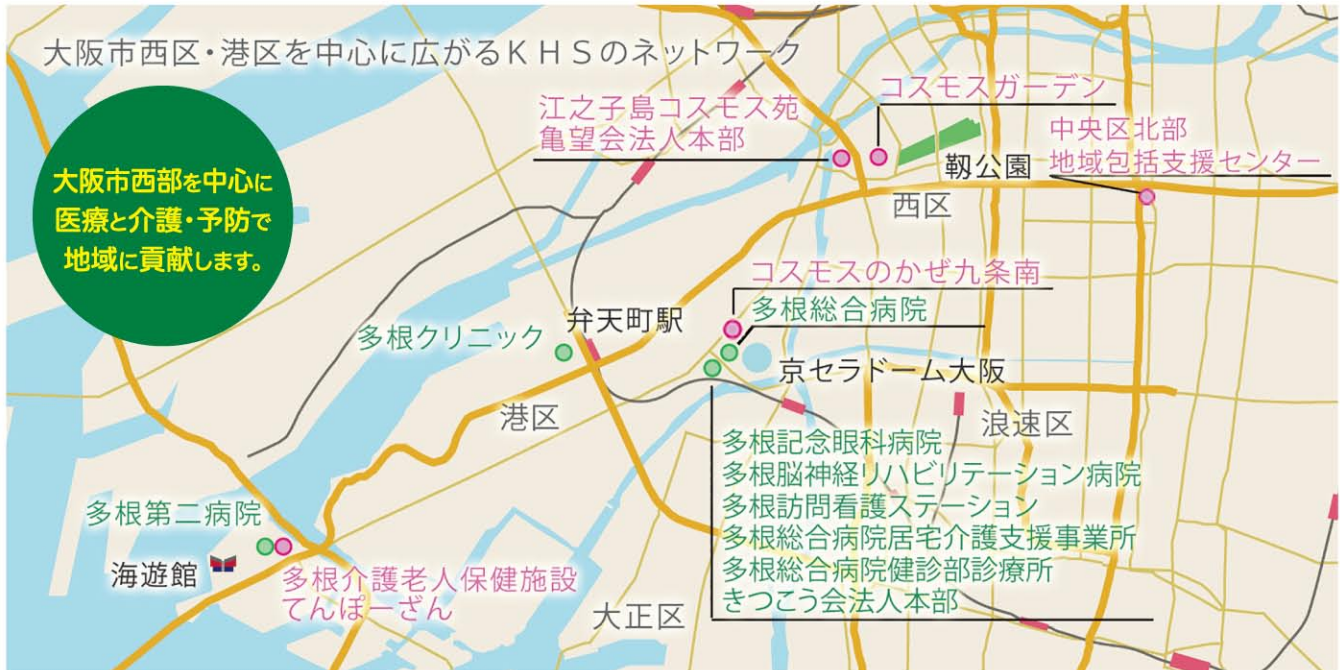 大阪市西区・港区を中心に広がるKHSのネットワーク
大阪市西部を中心に
医療と介護・予防で
地域に貢献します。
江之子島コスモス苑
亀望会法人本部
コスモスガーデン
中央区北部
地域包括支援センター
靱公園
西区
コスモスのかぜ九条南
多根総合病院
弁天町駅
多根クリニック
京セラドーム大阪
港区
浪速区
多根記念眼科病院
多根脳神経リハビリテーション病院
多根訪問看護ステーション
多根総合病院居宅介護支援事業所
多根総合病院健診部診療所
きつこう会法人本部
多根第二病院
海遊館
多根介護老人保健施設
てんぽーざん
大正区